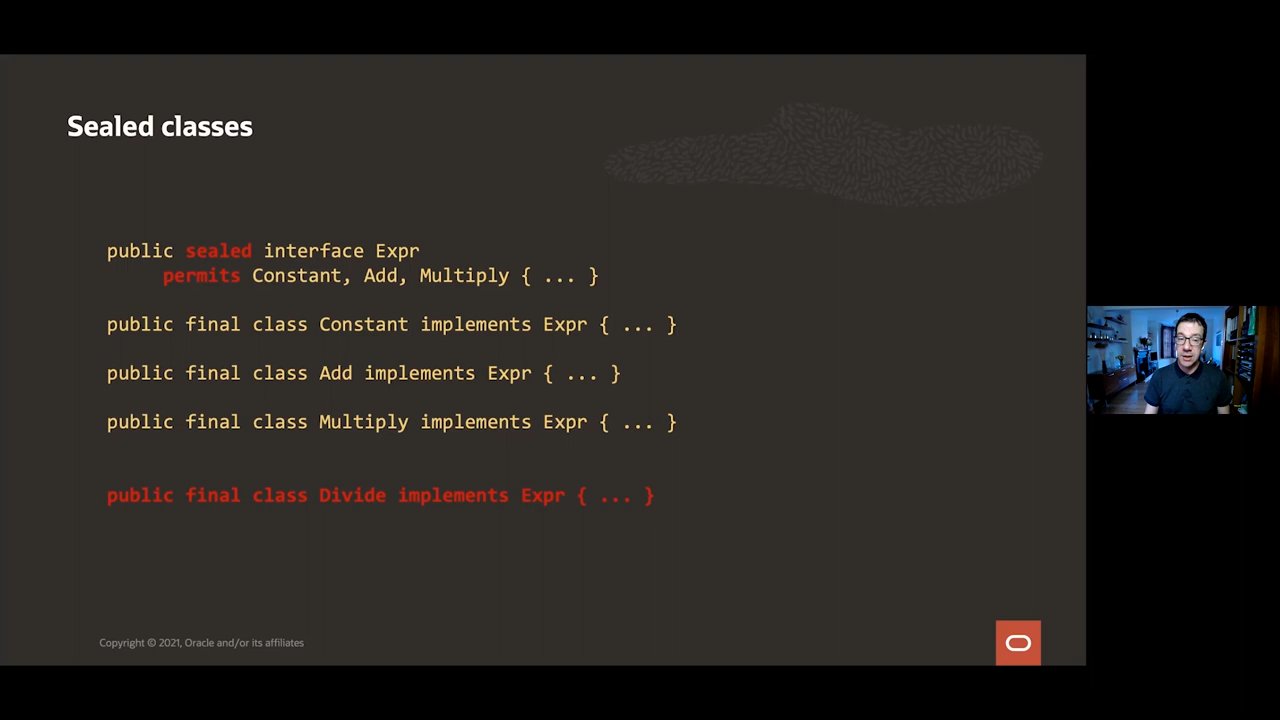 Sealed classes
public sealed interface Expr
permits Constant, Add, Multiply { ... }
public final class Constant implements Expr { ... }
public final class Add implements Expr { ... }
public final class Multiply implements Expr { ... }
public final class Divide implements Expr { ... }
Copyright © 2021, Oracle and/or its affiliates